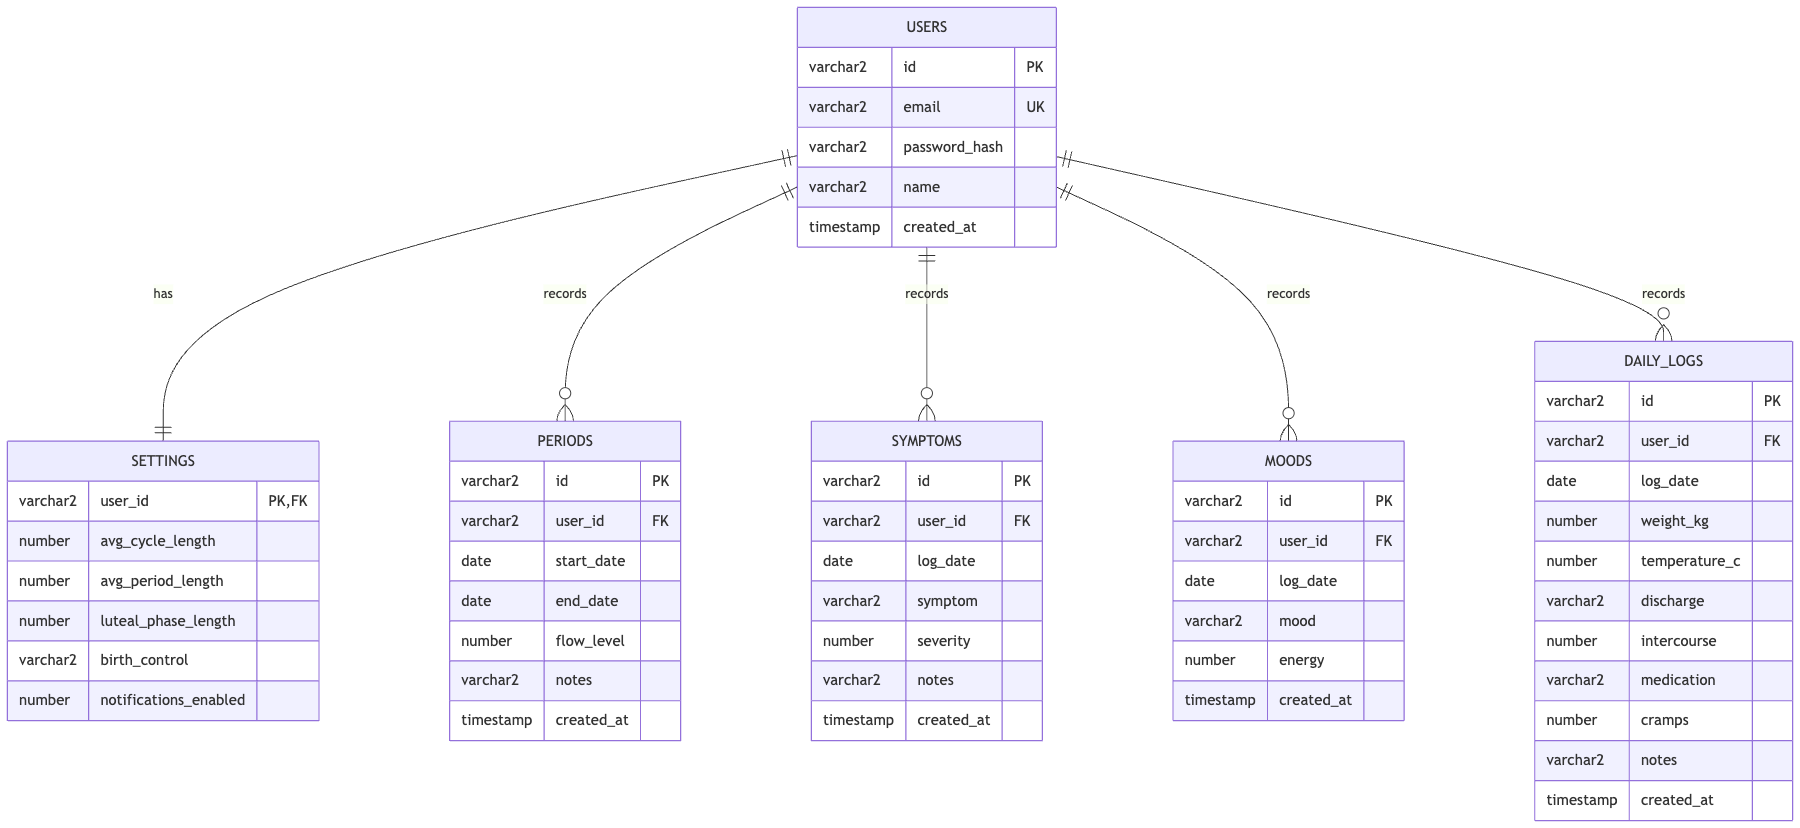 USERS
varchar2 id PK
varchar2 email UK
varchar2 password_hash
varchar2 name
timestamp created_at
has
records
records
records
records
SETTINGS
varchar2 user_id PK,FK
number avg_cycle_length
number avg_period_length
number luteal_phase_length
varchar2 birth_control
number notifications_enabled
PERIODS
varchar2 id PK
varchar2 user_id FK
date start_date
date end_date
number flow_level
varchar2 notes
timestamp created_at
SYMPTOMS
varchar2 id PK
varchar2 user_id FK
date log_date
varchar2 symptom
number severity
varchar2 notes
timestamp created_at
MOODS
varchar2 id PK
varchar2 user_id FK
date log_date
varchar2 mood
number energy
timestamp created_at
DAILY_LOGS
varchar2 id PK
varchar2 user_id FK
date log_date
number weight_kg
number temperature_c
varchar2 discharge
number intercourse
varchar2 medication
number cramps
varchar2 notes
timestamp created_at